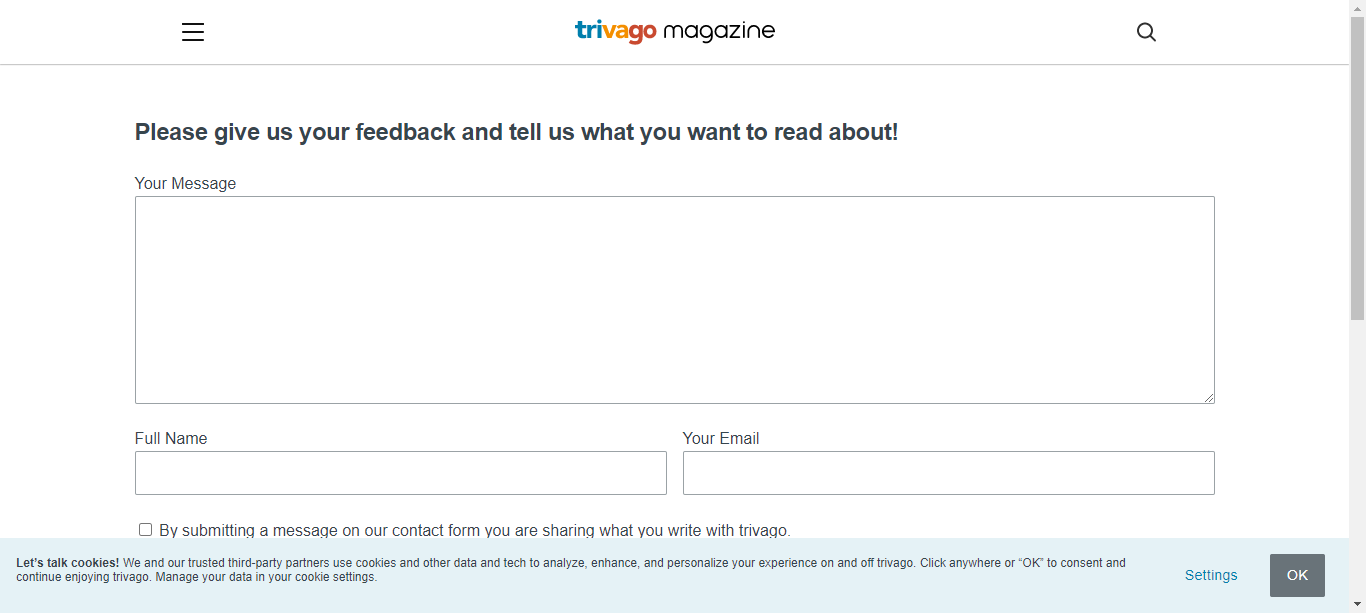 trivago magazine
Please give us your feedback and tell us what you want to read about!
Your Message
Full Name
Your Email
By submitting a message on our contact form you are sharing what you write with trivago.
Let’s talk cookies! We and our trusted third-party partners use cookies and other data and tech to analyze, enhance, and personalize your experience on and off trivago. Click anywhere or “OK” to consent and
continue enjoying trivago. Manage your data in your cookie settings.
Settings
OK